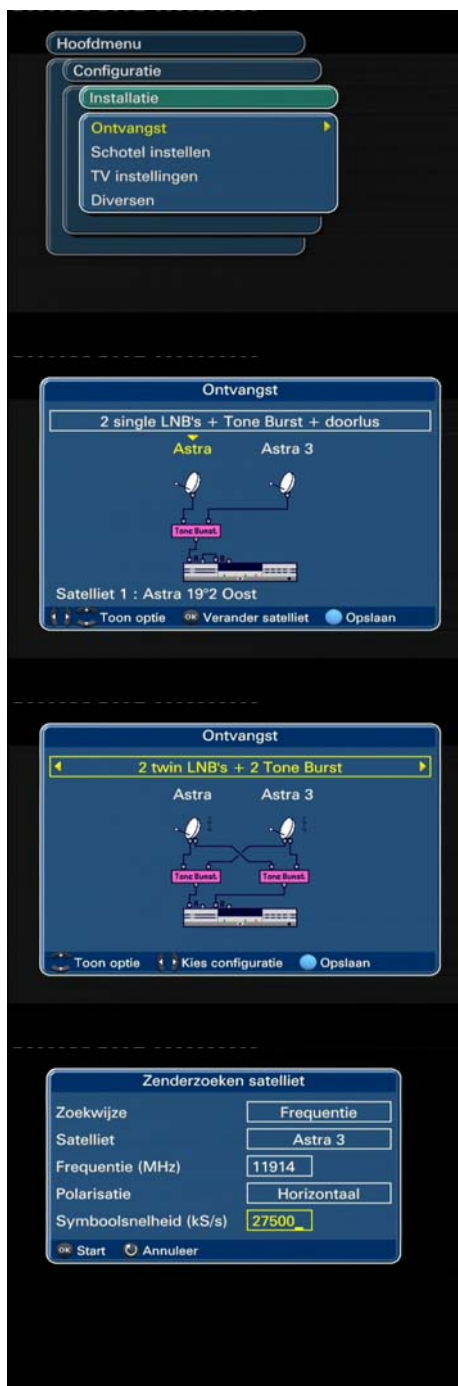 Hoofdmenu
Configuratie
Installatie
Ontvangst
Schotel instellen
TV instellingen
Diversen
Ontvangst
2 single LNB's + Tone Burst + doorlus
Astra Astra 3
Tone Burst.
Satelliet 1 : Astra 19°2 Oost
Toon optie OK Verander satelliet Opslaan
Ontvangst
2 twin LNB's + 2 Tone Burst
Astra Astra 3
Tone Burst. Tone Burst.
Toon optie Kies configuratie Opslaan
Zenderzoeken satelliet
Zoekwijze Frequentie
Satelliet Astra 3
Frequentie (MHz) 11914
Polarisatie Horizontaal
Symboolsnelheid (kS/s) 27500_
OK Start Annuleer